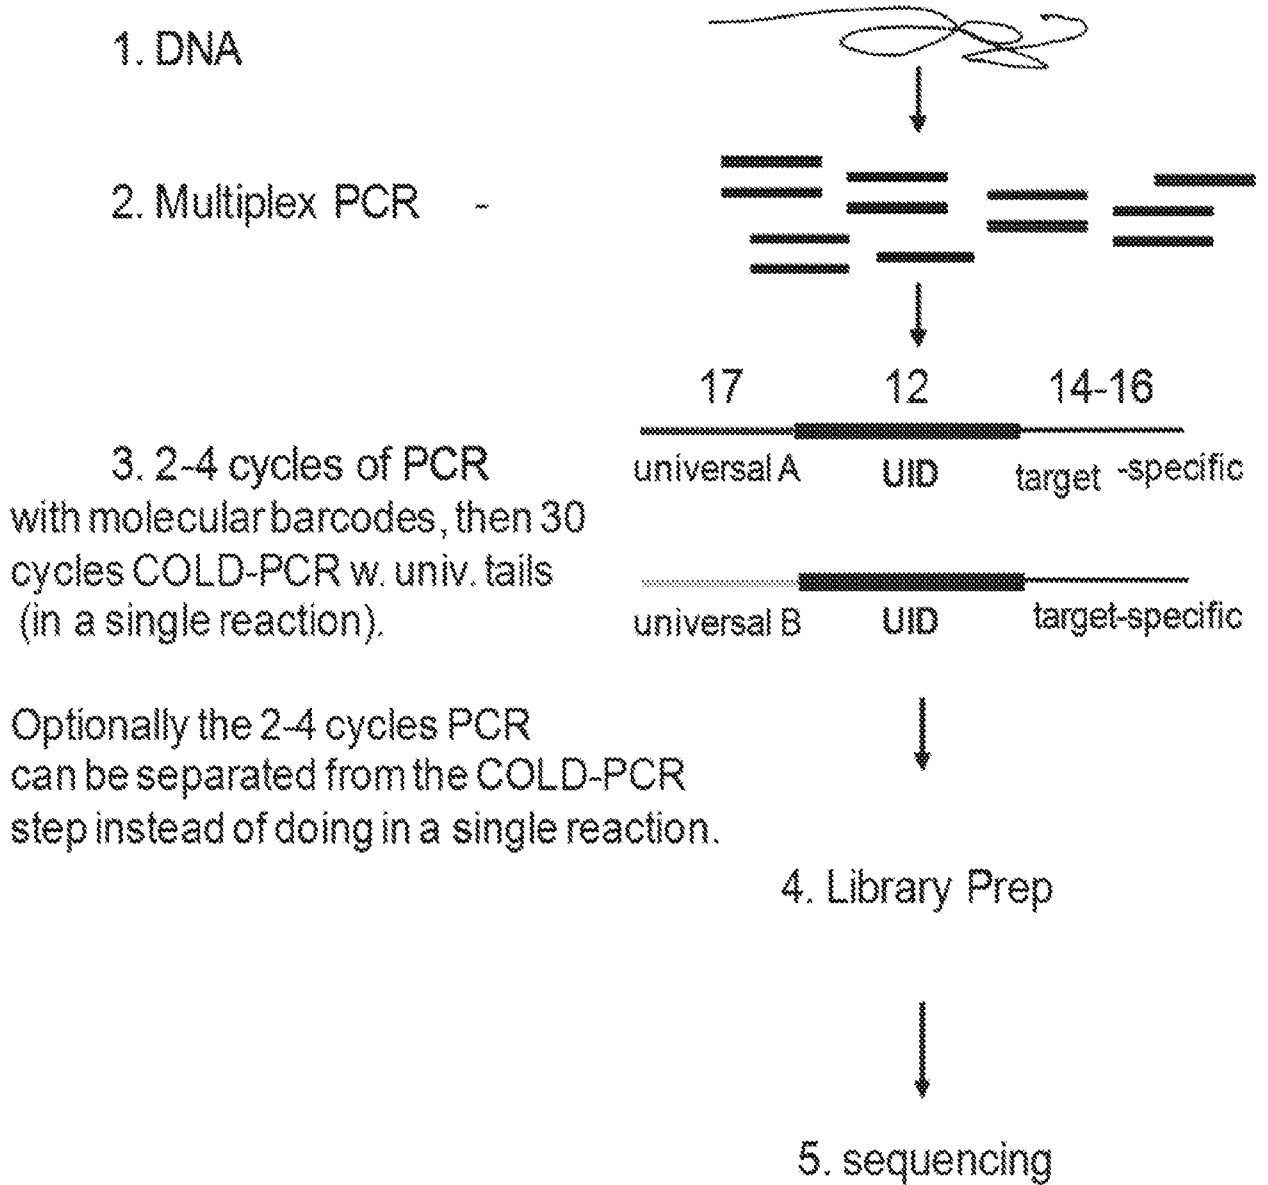 1. DNA
2. Multiplex PCR -
17 12 14-16
universal A UID target -specific
3. 2-4 cycles of PCR
with molecular barcodes, then 30
cycles COLD-PCR w. univ. tails
(in a single reaction).
universal B UID target-specific
Optionally the 2-4 cycles PCR
can be separated from the COLD-PCR
step instead of doing in a single reaction.
4. Library Prep
5. sequencing